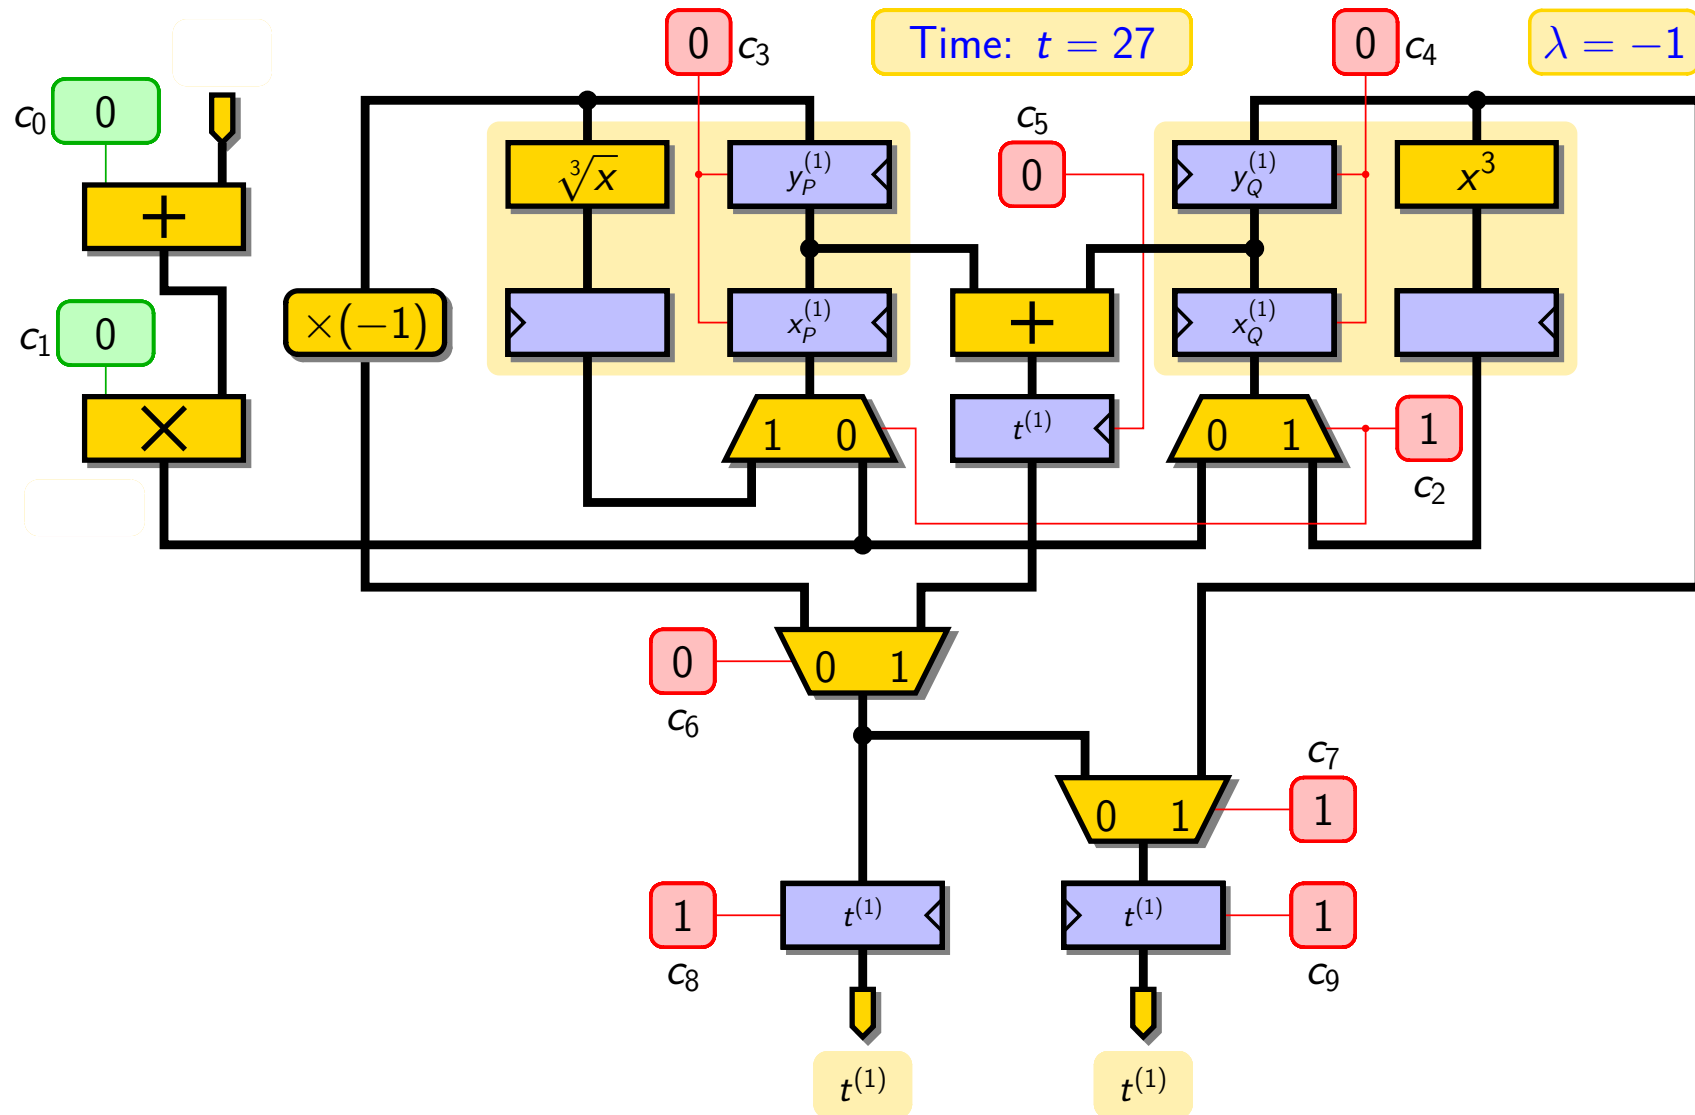 0 c₃ Time: t = 27 0 c₄ λ = −1
c₀ 0
c₅
0
∛x y_P^(1) y_Q^(1) x³
+
c₁ 0
×(−1) x_P^(1) + x_Q^(1)
×
1 0 t^(1) 0 1 1
c₂
0 0 1
c₆
c₇
0 1 1
1 t^(1) t^(1) 1
c₈ c₉
t^(1) t^(1)